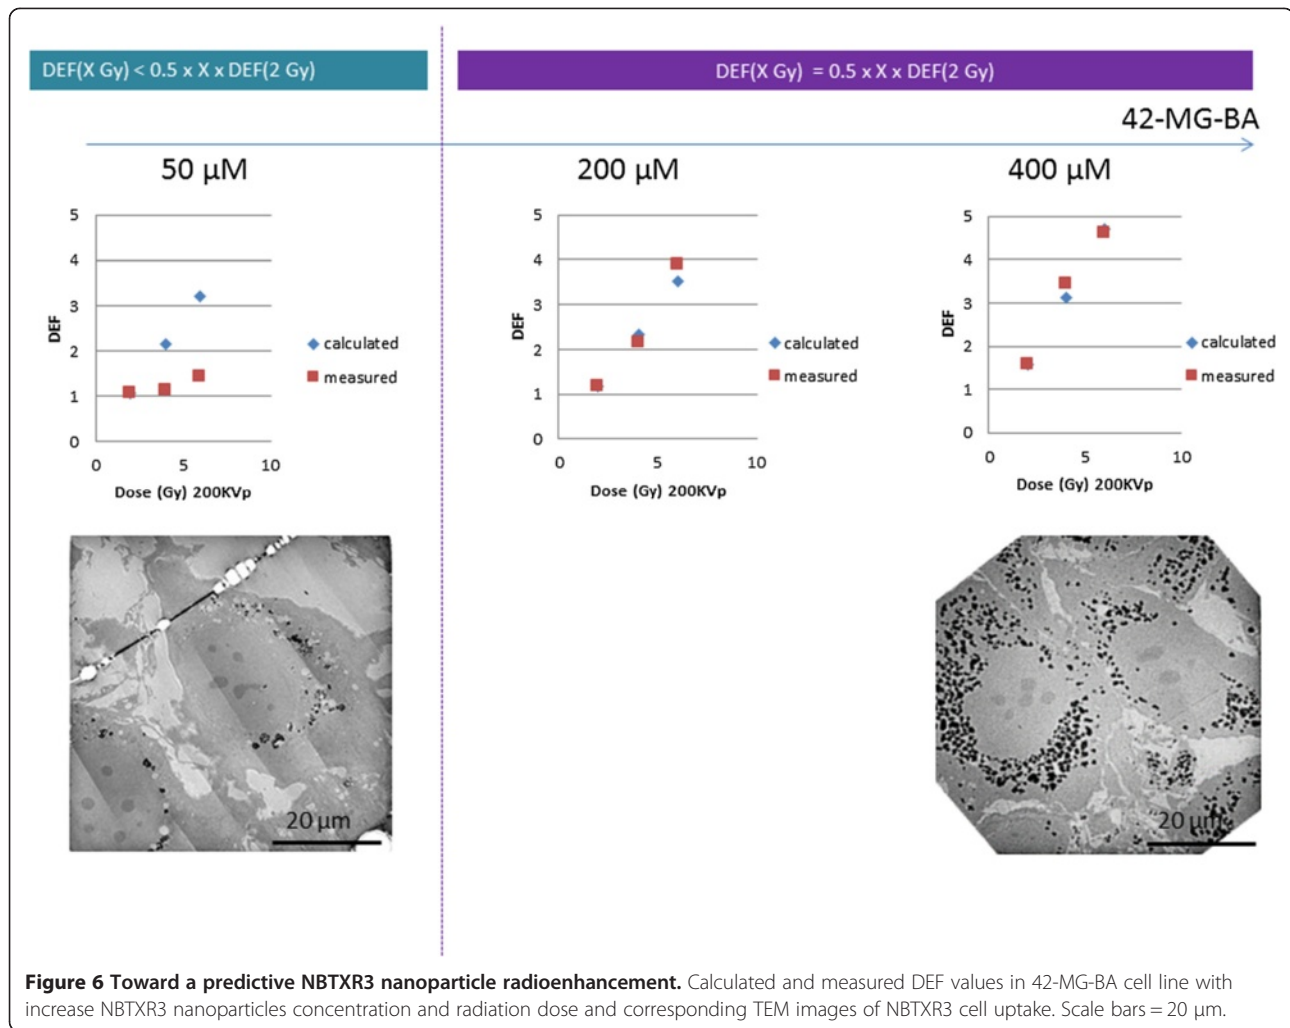 DEF(X Gy) < 0.5 x X x DEF(2 Gy)
DEF(X Gy) = 0.5 x X x DEF(2 Gy)
42-MG-BA
50 µM
200 µM
400 µM
5
4
3
2
1
0
DEF
0
5
10
Dose (Gy) 200KVp
calculated
measured
5
4
3
2
1
0
DEF
0
5
10
Dose (Gy) 200KVp
calculated
measured
5
4
3
2
1
0
DEF
0
5
10
Dose (Gy) 200KVp
calculated
measured
20 µm
20 µm
Figure 6 Toward a predictive NBTXR3 nanoparticle radioenhancement. Calculated and measured DEF values in 42-MG-BA cell line with
increase NBTXR3 nanoparticles concentration and radiation dose and corresponding TEM images of NBTXR3 cell uptake. Scale bars = 20 µm.